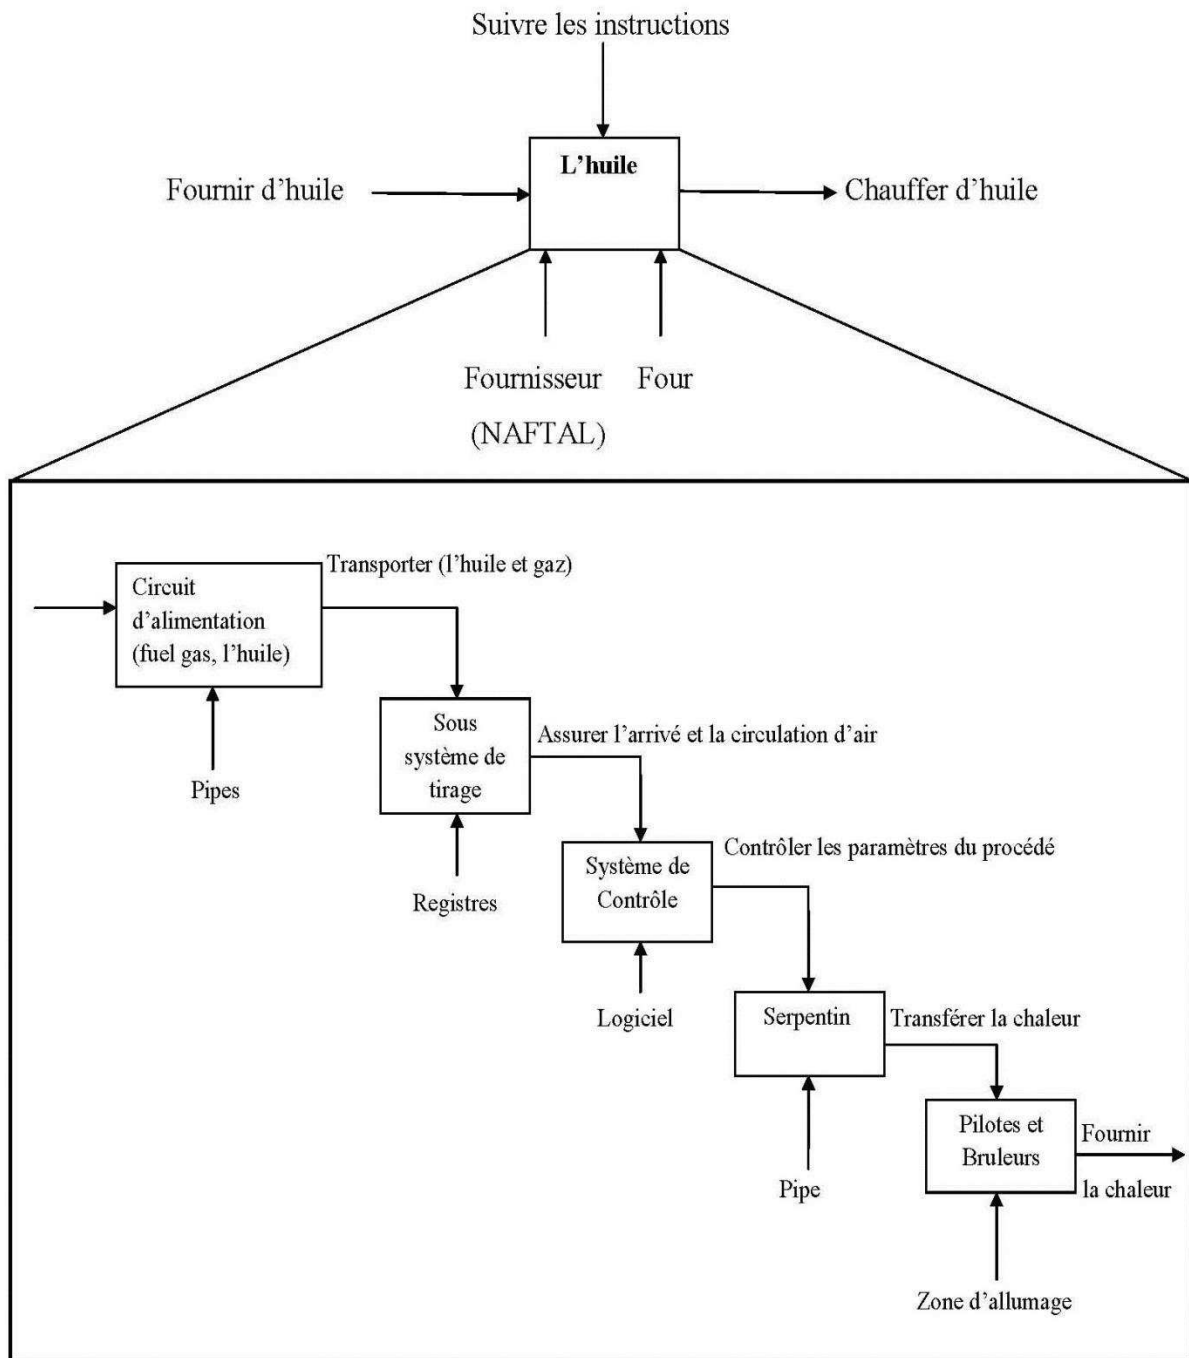 Suivre les instructions
L’huile
Fournir d’huile
Chauffer d’huile
Fournisseur
(NAFTAL)
Four
Circuit
d’alimentation
(fuel gas, l’huile)
Transporter (l’huile et gaz)
Pipes
Sous
système de
tirage
Assurer l’arrivé et la circulation d’air
Registres
Système de
Contrôle
Contrôler les paramètres du procédé
Logiciel
Serpentin
Transférer la chaleur
Pipe
Pilotes et
Bruleurs
Fournir
la chaleur
Zone d’allumage